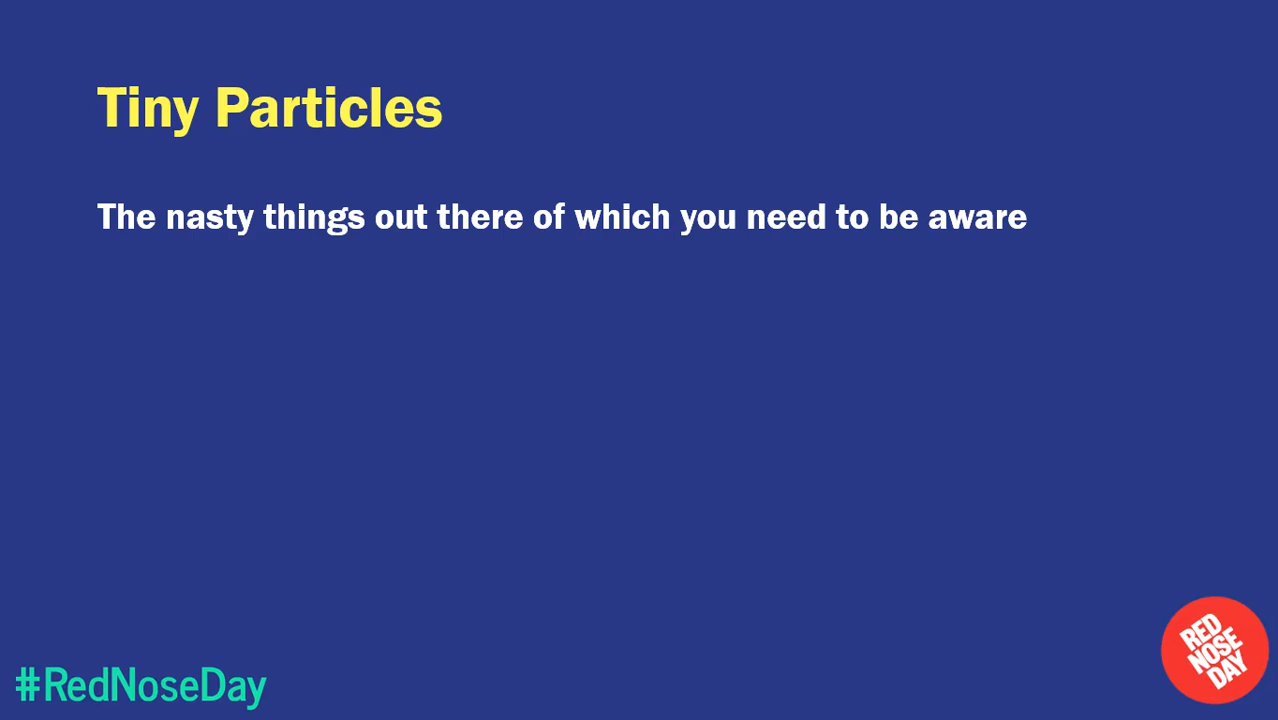 Tiny Particles
The nasty things out there of which you need to be aware
#RedNoseDay
RED
NOSE
DAY